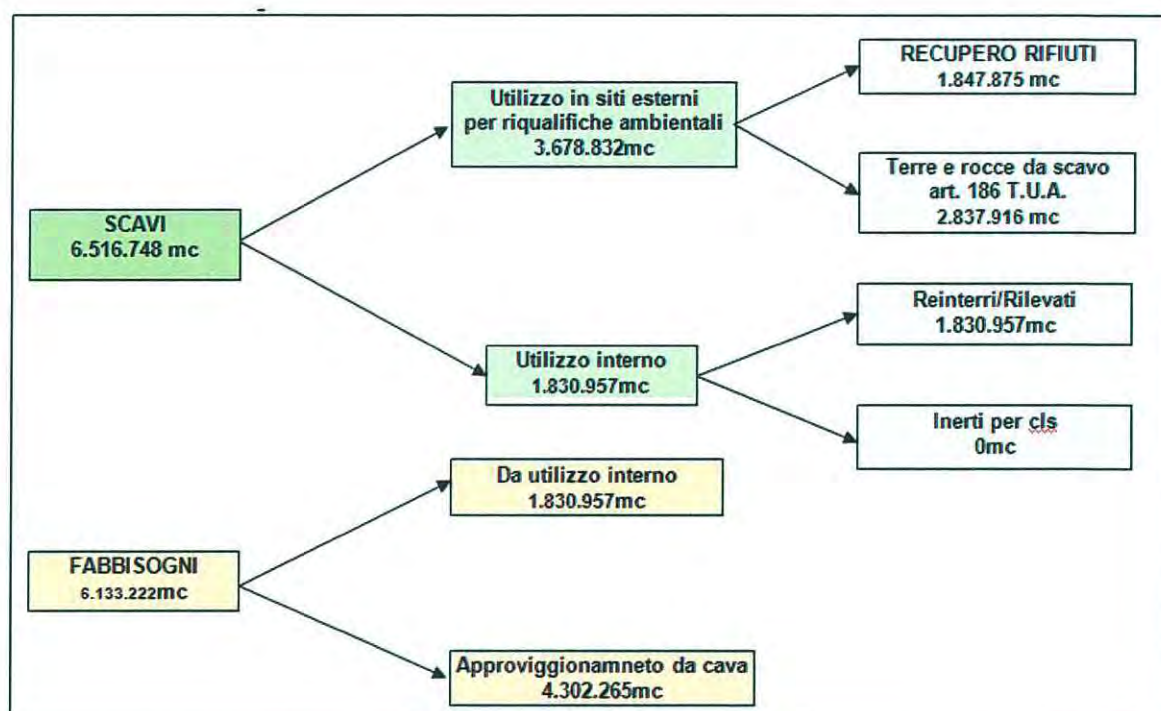 RECUPERO RIFIUTI
1.847.875 mc
Utilizzo in siti esterni
per riqualifiche ambientali
3.678.832mc
Terre e rocce da scavo
art. 186 T.U.A.
2.837.916 mc
SCAVI
6.516.748 mc
Reinterri/Rilevati
1.830.957mc
Utilizzo interno
1.830.957mc
Inerti per cls
0mc
Da utilizzo interno
1.830.957mc
FABBISOGNI
6.133.222mc
Approviggionamneto da cava
4.302.265mc